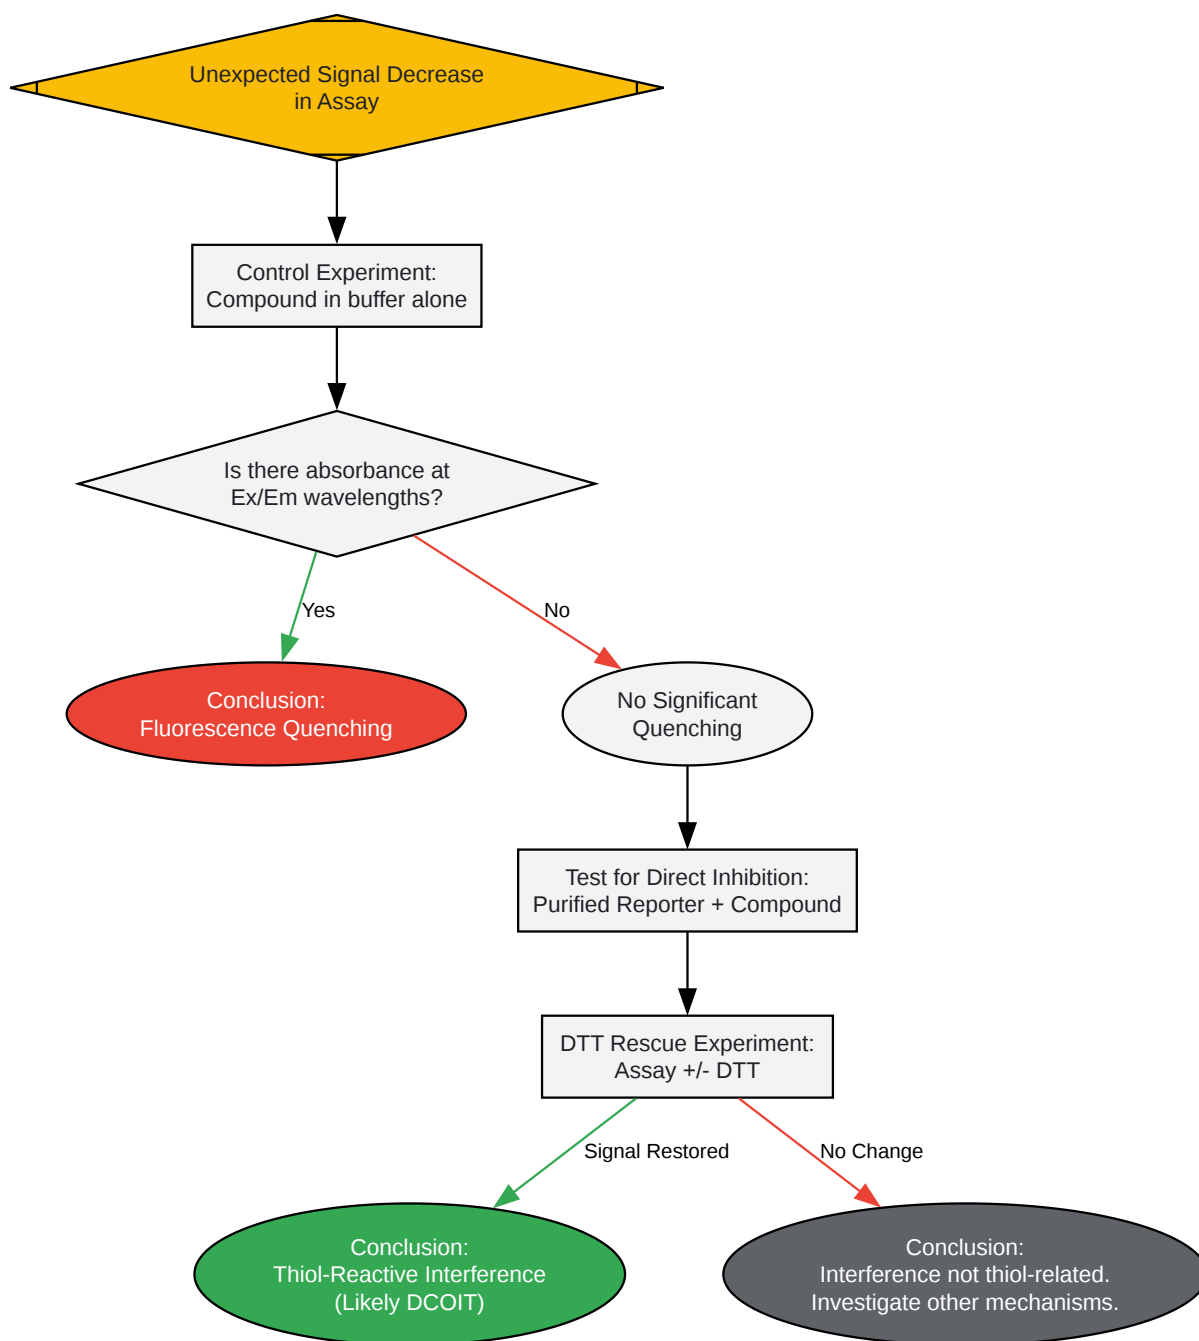 Unexpected Signal Decrease
in Assay
Control Experiment:
Compound in buffer alone
Is there absorbance at
Ex/Em wavelengths?
Yes
No
Conclusion:
Fluorescence Quenching
No Significant
Quenching
Test for Direct Inhibition:
Purified Reporter + Compound
DTT Rescue Experiment:
Assay +/- DTT
Signal Restored
No Change
Conclusion:
Thiol-Reactive Interference
(Likely DCOIT)
Conclusion:
Interference not thiol-related.
Investigate other mechanisms.